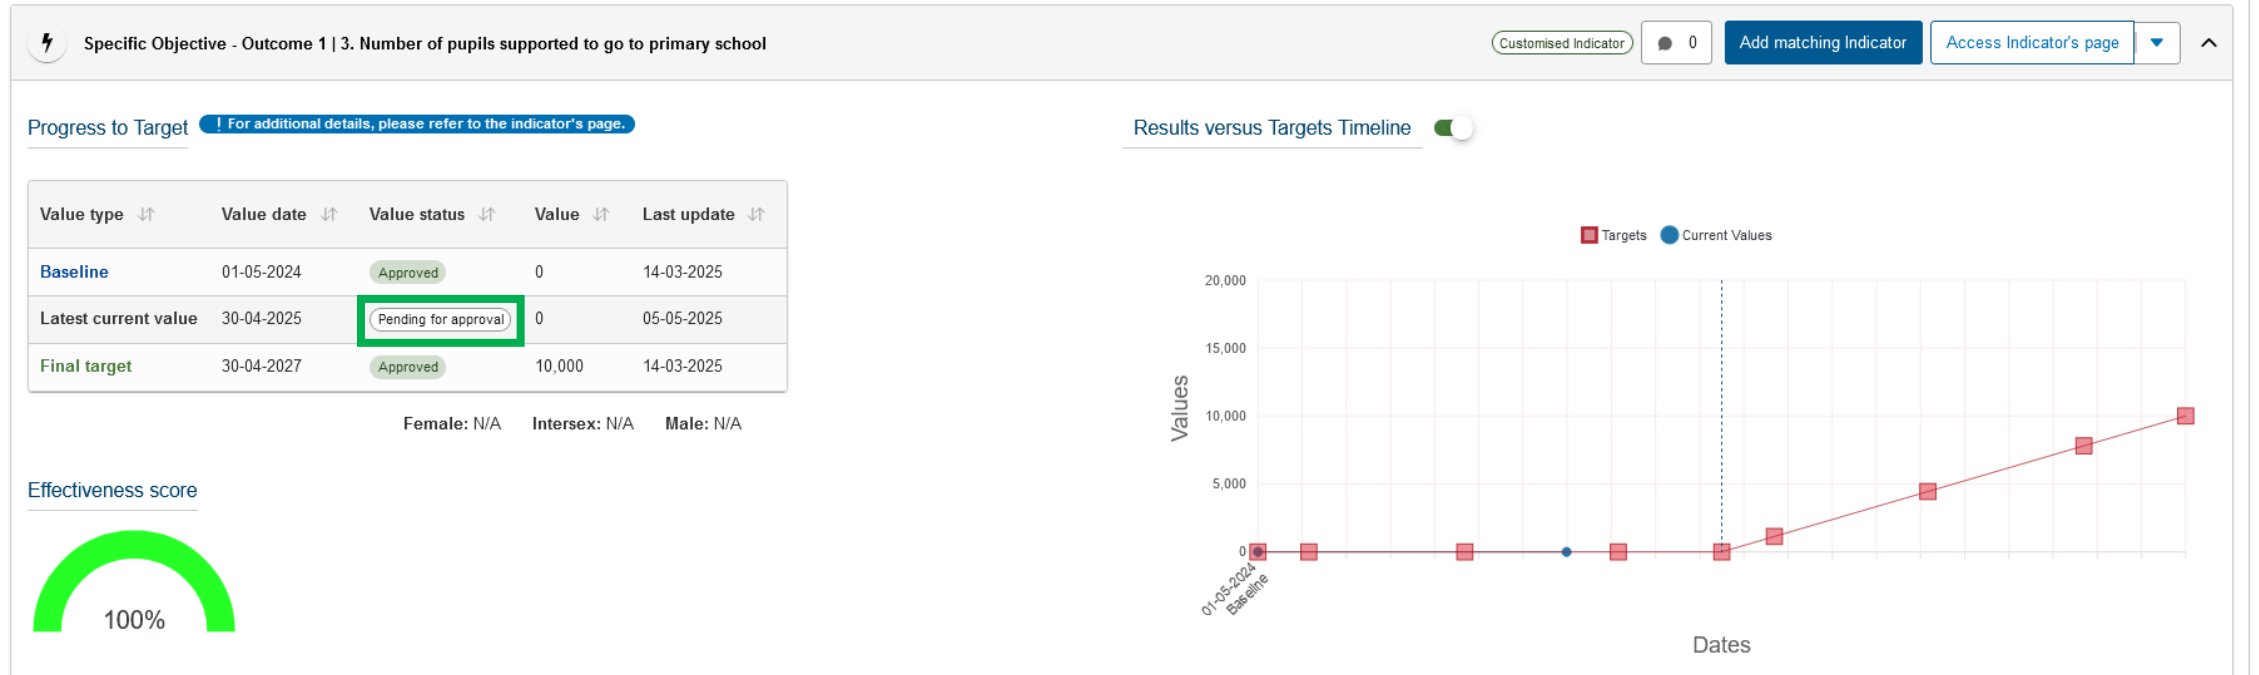 Specific Objective - Outcome 1 | 3. Number of pupils supported to go to primary school
Customised Indicator
0
Add matching Indicator
Access Indicator's page
Progress to Target
! For additional details, please refer to the indicator's page.
Value type Value date Value status Value Last update
Baseline 01-05-2024 Approved 0 14-03-2025
Latest current value 30-04-2025 Pending for approval 0 05-05-2025
Final target 30-04-2027 Approved 10,000 14-03-2025
Female: N/A Intersex: N/A Male: N/A
Effectiveness score
100%
Results versus Targets Timeline
Targets Current Values
20,000
15,000
10,000
5,000
0
Values
01-05-2024
Baseline
Dates